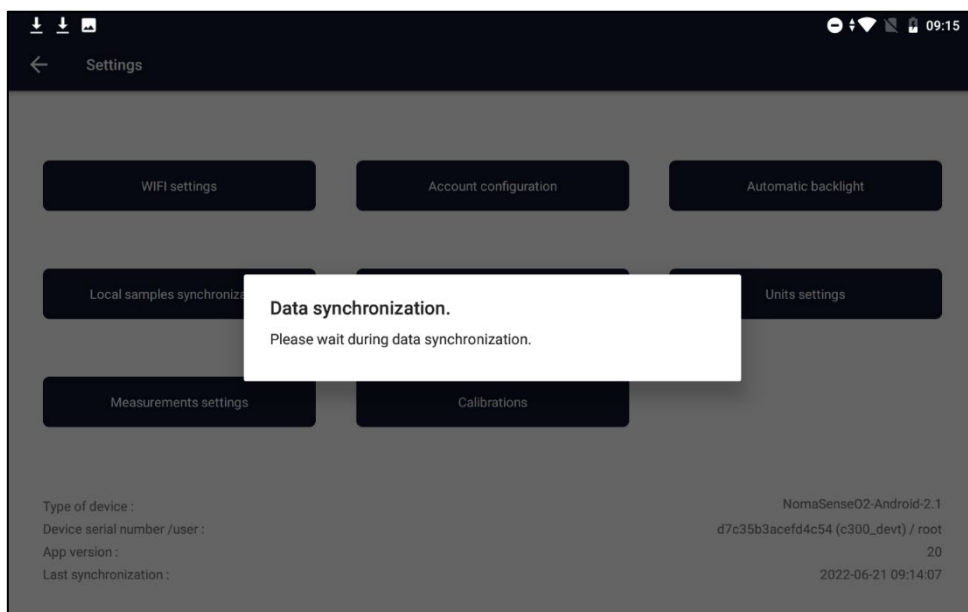 09:15
Settings
WIFI settings
Account configuration
Automatic backlight
Local samples synchroniza
Units settings
Data synchronization.
Please wait during data synchronization.
Measurements settings
Calibrations
Type of device :
NomaSenseO2-Android-2.1
Device serial number /user :
d7c35b3acefd4c54 (c300_devt) / root
App version :
20
Last synchronization :
2022-06-21 09:14:07